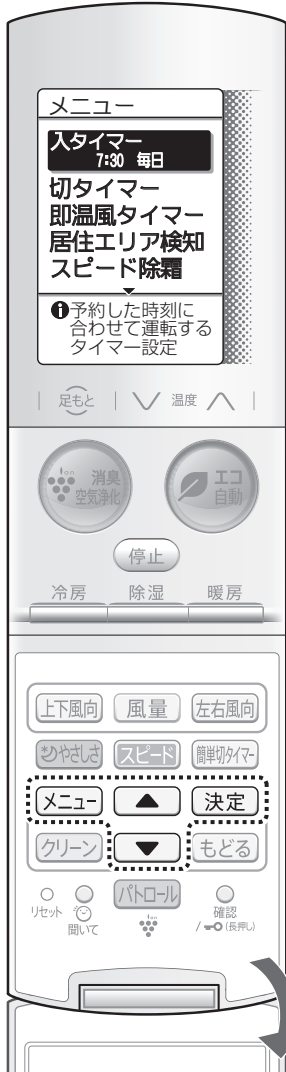 メニュー
入タイマー
7:30 毎日
切タイマー
即温風タイマー
居住エリア検知
スピード除霜
❶予約した時刻に
合わせて運転する
タイマー設定
足もと 温度
ion 消臭 空気浄化 エコ 自動
停止
冷房 除湿 暖房
上下風向 風量 左右風向
やさしさ スピード 簡単切タイマー
メニュー ▲ 決定
クリーン ▼ もどる
リセット 聞いて パトロール ion 確認 / (長押し)